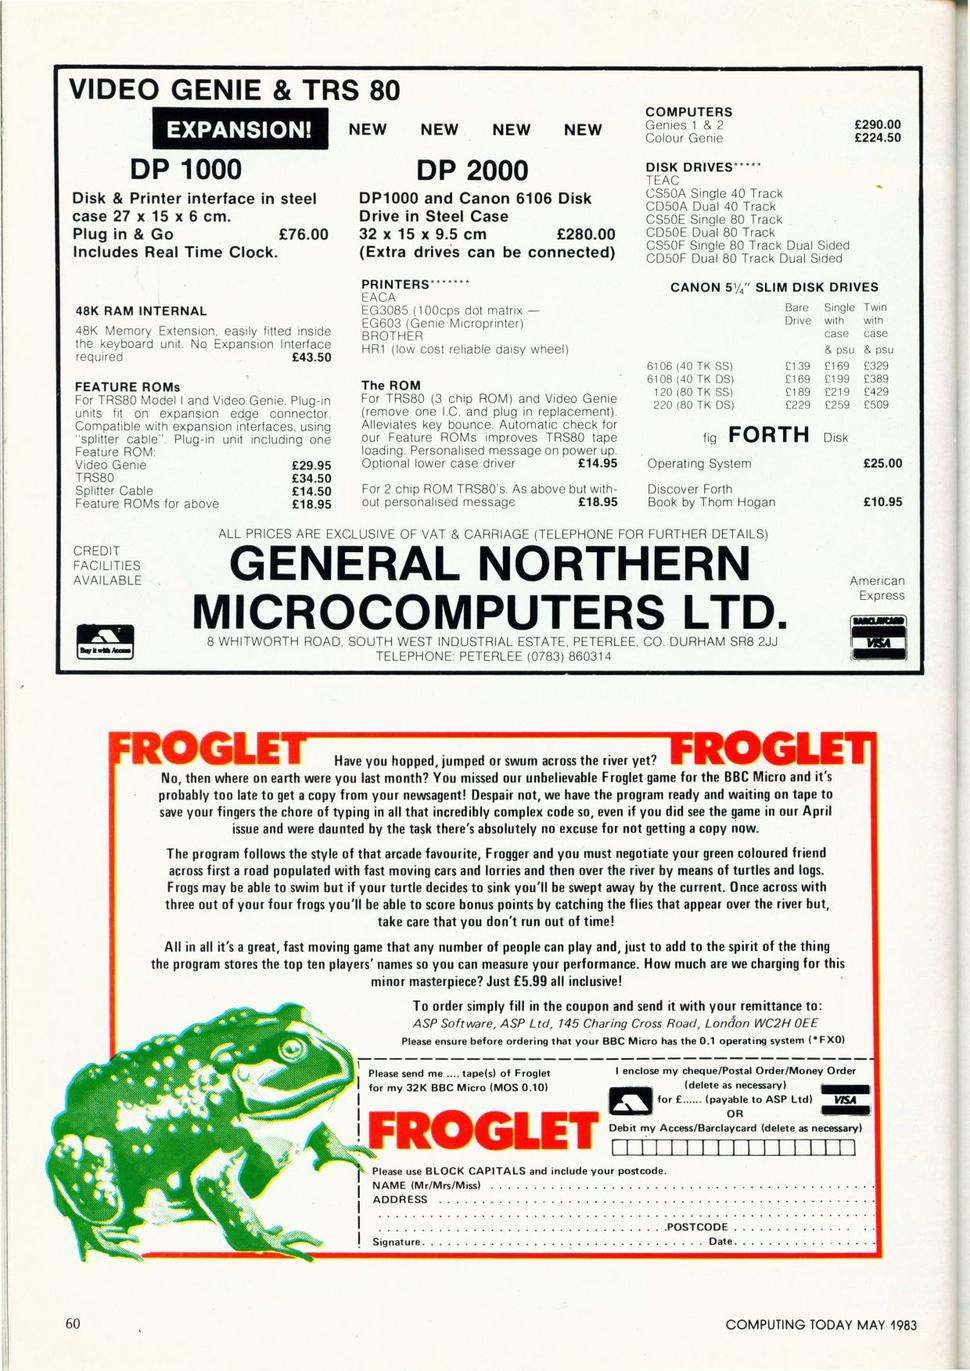 VIDEO GENIE & TRS 80
EXPANSION!
NEW NEW NEW NEW
DP 1000
Disk & Printer interface in steel
case 27 x 15 x 6 cm.
Plug in & Go £76.00
Includes Real Time Clock.
DP 2000
DP1000 and Canon 6106 Disk
Drive in Steel Case
32 x 15 x 9.5 cm £280.00
(Extra drives can be connected)
COMPUTERS
Genies 1 & 2 £290.00
Colour Genie £224.50
DISK DRIVES*****
TEAC
CS50A Single 40 Track
CD50A Dual 40 Track
CS50E Single 80 Track
CD50E Dual 80 Track
CS50F Single 80 Track Dual Sided
CD50F Dual 80 Track Dual Sided
48K RAM INTERNAL
48K Memory Extension, easily fitted inside
the keyboard unit. No Expansion Interface
required £43.50
FEATURE ROMs
For TRS80 Model I and Video Genie. Plug-in
units fit on expansion edge connector.
Compatible with expansion interfaces, using
"splitter cable". Plug-in unit including one
Feature ROM:
Video Genie £29.95
TRS80 £34.50
Splitter Cable £14.50
Feature ROMs for above £18.95
PRINTERS*******
EACA
EG3085 (100cps dot matrix —
EG603 (Genie Microprinter)
BROTHER
HR1 (low cost reliable daisy wheel)
The ROM
For TRS80 (3 chip ROM) and Video Genie
(remove one I.C. and plug in replacement).
Alleviates key bounce. Automatic check for
our Feature ROMs improves TRS80 tape
loading. Personalised message on power up.
Optional lower case driver £14.95
For 2 chip ROM TRS80's. As above but with-
out personalised message £18.95
CANON 5¼" SLIM DISK DRIVES
Bare Single Twin
Drive with with
case case
& psu & psu
6106 (40 TK SS) £139 £169 £329
6108 (40 TK DS) £169 £199 £389
120 (80 TK SS) £189 £219 £429
220 (80 TK DS) £229 £259 £509
fig FORTH Disk
Operating System £25.00
Discover Forth
Book by Thom Hogan £10.95
ALL PRICES ARE EXCLUSIVE OF VAT & CARRIAGE (TELEPHONE FOR FURTHER DETAILS)
CREDIT
FACILITIES
AVAILABLE
Buy it with Access
GENERAL NORTHERN
MICROCOMPUTERS LTD.
8 WHITWORTH ROAD, SOUTH WEST INDUSTRIAL ESTATE, PETERLEE, CO. DURHAM SR8 2JJ
TELEPHONE: PETERLEE (0783) 860314
American
Express
BARCLAYCARD
VISA
FROGLET FROGLET
Have you hopped, jumped or swum across the river yet?
No, then where on earth were you last month? You missed our unbelievable Froglet game for the BBC Micro and it's
probably too late to get a copy from your newsagent! Despair not, we have the program ready and waiting on tape to
save your fingers the chore of typing in all that incredibly complex code so, even if you did see the game in our April
issue and were daunted by the task there's absolutely no excuse for not getting a copy now.
The program follows the style of that arcade favourite, Frogger and you must negotiate your green coloured friend
across first a road populated with fast moving cars and lorries and then over the river by means of turtles and logs.
Frogs may be able to swim but if your turtle decides to sink you'll be swept away by the current. Once across with
three out of your four frogs you'll be able to score bonus points by catching the flies that appear over the river but,
take care that you don't run out of time!
All in all it's a great, fast moving game that any number of people can play and, just to add to the spirit of the thing
the program stores the top ten players' names so you can measure your performance. How much are we charging for this
minor masterpiece? Just £5.99 all inclusive!
To order simply fill in the coupon and send it with your remittance to:
ASP Software, ASP Ltd, 145 Charing Cross Road, London WC2H 0EE
Please ensure before ordering that your BBC Micro has the 0.1 operating system (*FX0)
Please send me .... tape(s) of Froglet
for my 32K BBC Micro (MOS 0.10)
FROGLET
I enclose my cheque/Postal Order/Money Order
(delete as necessary)
for £...... (payable to ASP Ltd)
VISA
OR
Debit my Access/Barclaycard (delete as necessary)
Please use BLOCK CAPITALS and include your postcode.
NAME (Mr/Mrs/Miss)
ADDRESS
POSTCODE
Signature Date
60
COMPUTING TODAY MAY 1983